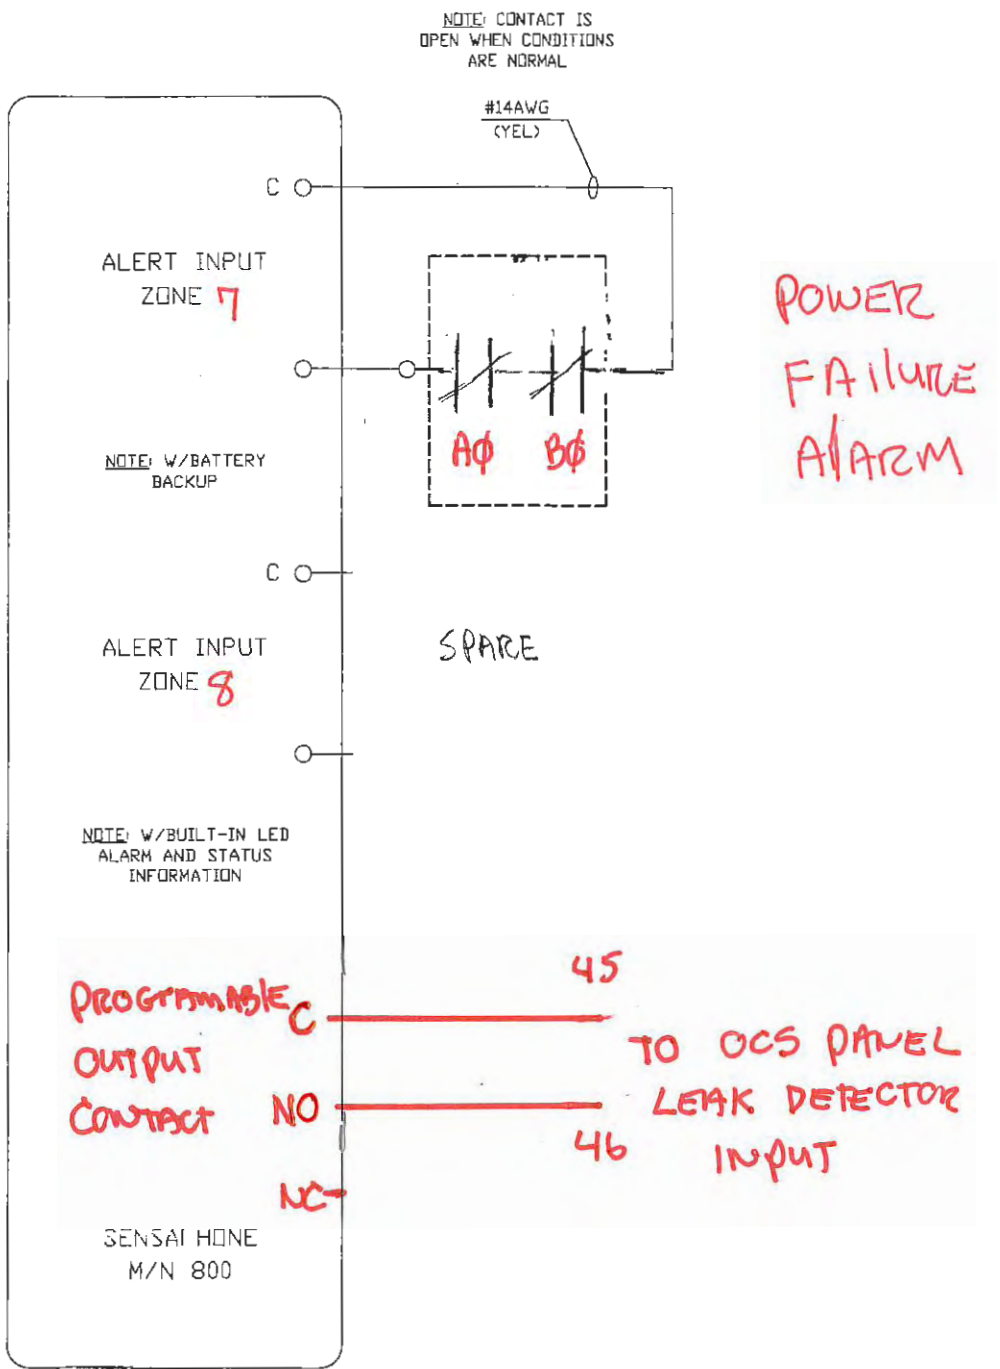 NOTE: CONTACT IS
OPEN WHEN CONDITIONS
ARE NORMAL
#14AWG
(YEL)
C
ALERT INPUT
ZONE 7
POWER
FAILURE
ALARM
AØ BØ
NOTE: W/BATTERY
BACKUP
C
ALERT INPUT
ZONE 8
SPARE
NOTE: W/BUILT-IN LED
ALARM AND STATUS
INFORMATION
PROGRAMABLE
OUTPUT
CONTACT
C
NO
NC
45
46
TO OCS PANEL
LEAK DETECTOR
INPUT
SENSAPHONE
M/N 800